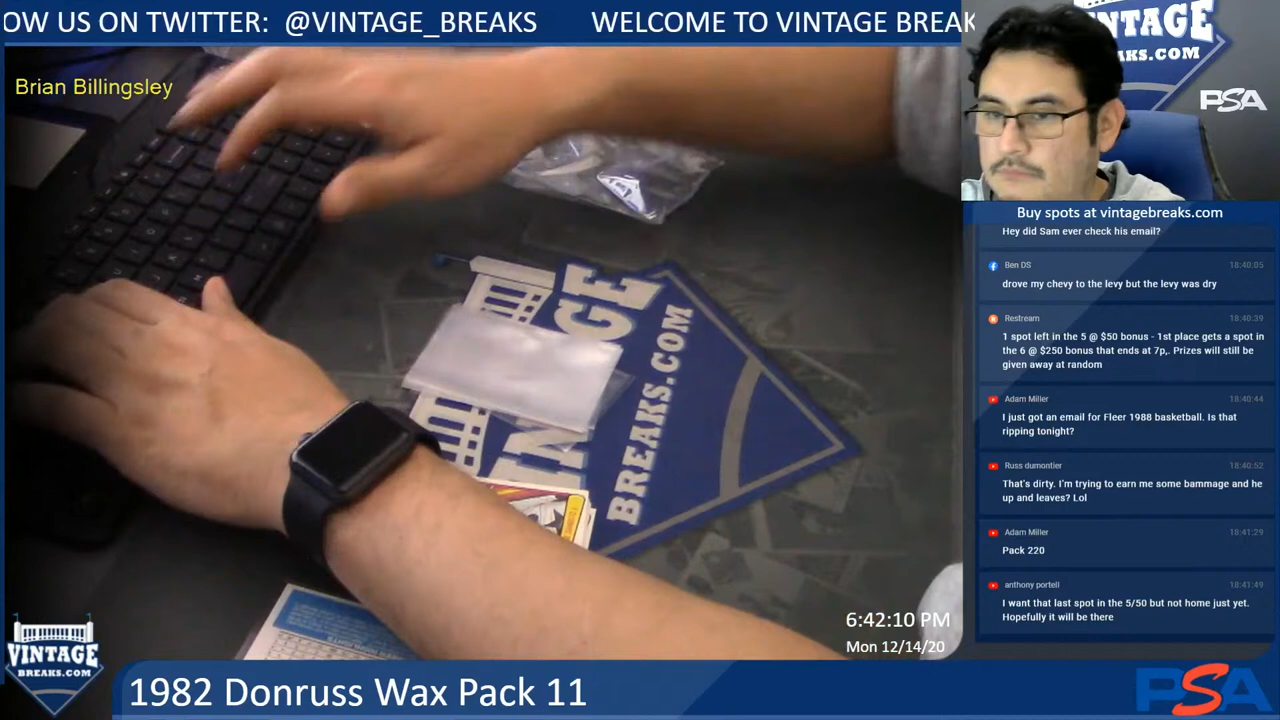 OW US ON TWITTER: @VINTAGE_BREAKS WELCOME TO VINTAGE BREAK
Brian Billingsley
VINTAGE
KS.COM
PSA
Buy spots at vintagebreaks.com
Hey did Sam ever check his email?
Ben DS 18:40:05
drove my chevy to the levy but the levy was dry
Restream 18:40:39
1 spot left in the 5 @ $50 bonus - 1st place gets a spot in
the 6 @ $250 bonus that ends at 7p,. Prizes will still be
given away at random
Adam Miller 18:40:44
I just got an email for Fleer 1988 basketball. Is that
ripping tonight?
Russ dumontier 18:40:52
That's dirty. I'm trying to earn me some bammage and he
up and leaves? Lol
Adam Miller 18:41:29
Pack 220
anthony portell 18:41:49
I want that last spot in the 5/50 but not home just yet.
Hopefully it will be there
GE
IN
BREAKS.COM
6:42:10 PM
Mon 12/14/20
VINTAGE
BREAKS.COM
1982 Donruss Wax Pack 11
PSA